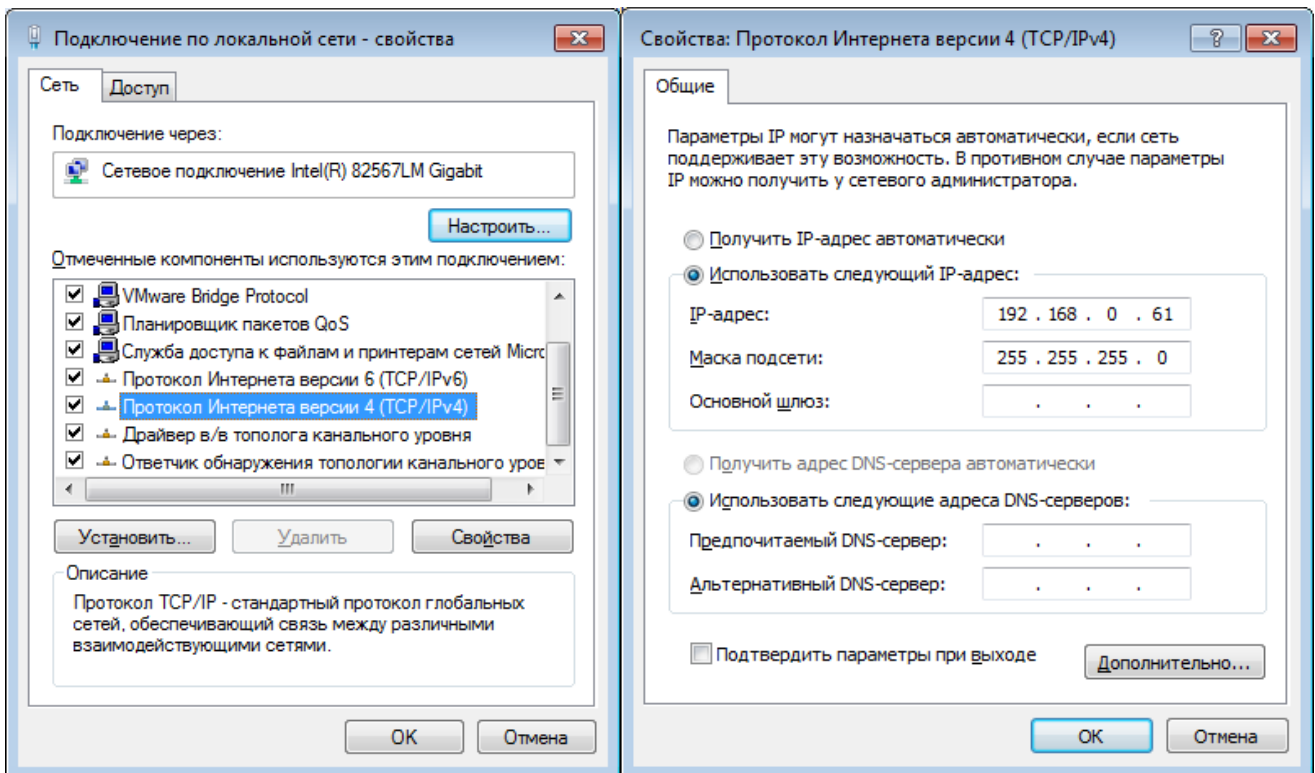 Подключение по локальной сети - свойства
Сеть
Доступ
Подключение через:
Сетевое подключение Intel(R) 82567LM Gigabit
Настроить...
Отмеченные компоненты используются этим подключением:
VMware Bridge Protocol
Планировщик пакетов QoS
Служба доступа к файлам и принтерам сетей Micro
Протокол Интернета версии 6 (TCP/IPv6)
Протокол Интернета версии 4 (TCP/IPv4)
Драйвер в/в тополога канального уровня
Ответчик обнаружения топологии канального уров
Установить...
Удалить
Свойства
Описание
Протокол TCP/IP - стандартный протокол глобальных
сетей, обеспечивающий связь между различными
взаимодействующими сетями.
OK
Отмена
Свойства: Протокол Интернета версии 4 (TCP/IPv4)
Общие
Параметры IP могут назначаться автоматически, если сеть
поддерживает эту возможность. В противном случае параметры
IP можно получить у сетевого администратора.
Получить IP-адрес автоматически
Использовать следующий IP-адрес:
IP-адрес: 192 . 168 . 0 . 61
Маска подсети: 255 . 255 . 255 . 0
Основной шлюз: . . .
Получить адрес DNS-сервера автоматически
Использовать следующие адреса DNS-серверов:
Предпочитаемый DNS-сервер: . . .
Альтернативный DNS-сервер: . . .
Подтвердить параметры при выходе
Дополнительно...
OK
Отмена